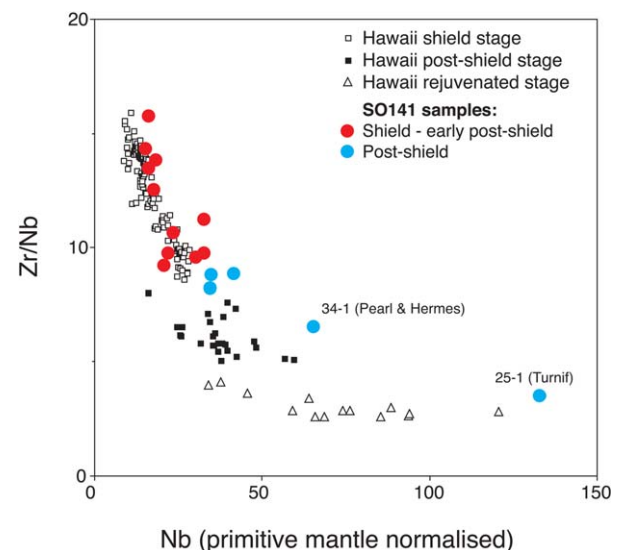 20
Hawaii shield stage
Hawaii post-shield stage
Hawaii rejuvenated stage
SO141 samples:
Shield - early post-shield
Post-shield
Zr/Nb
10
34-1 (Pearl & Hermes)
25-1 (Turnif)
0
0 50 100 150
Nb (primitive mantle normalised)